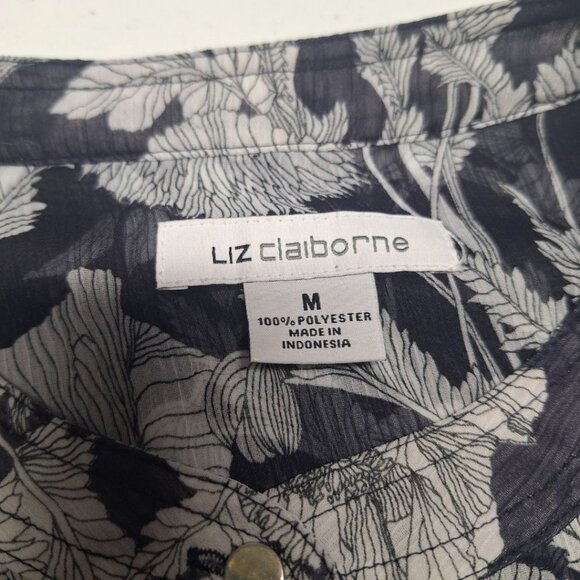 LIZ claiborne
M
100% POLYESTER
MADE IN
INDONESIA